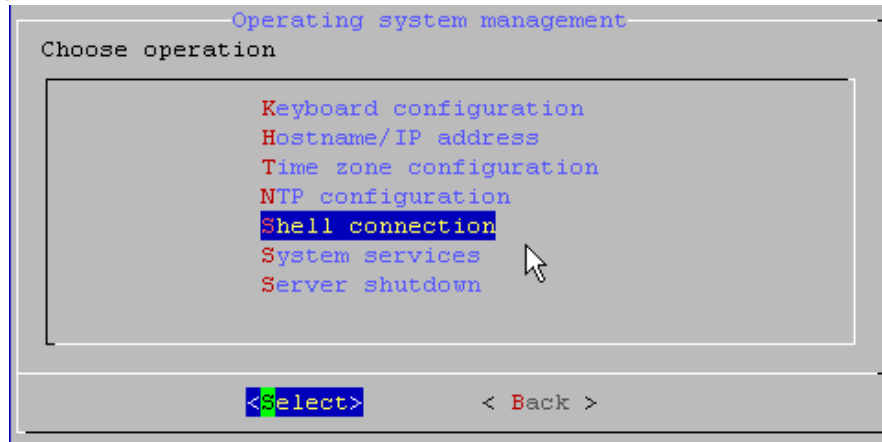 Operating system management
Choose operation
Keyboard configuration
Hostname/IP address
Time zone configuration
NTP configuration
Shell connection
System services
Server shutdown
<Select> < Back >